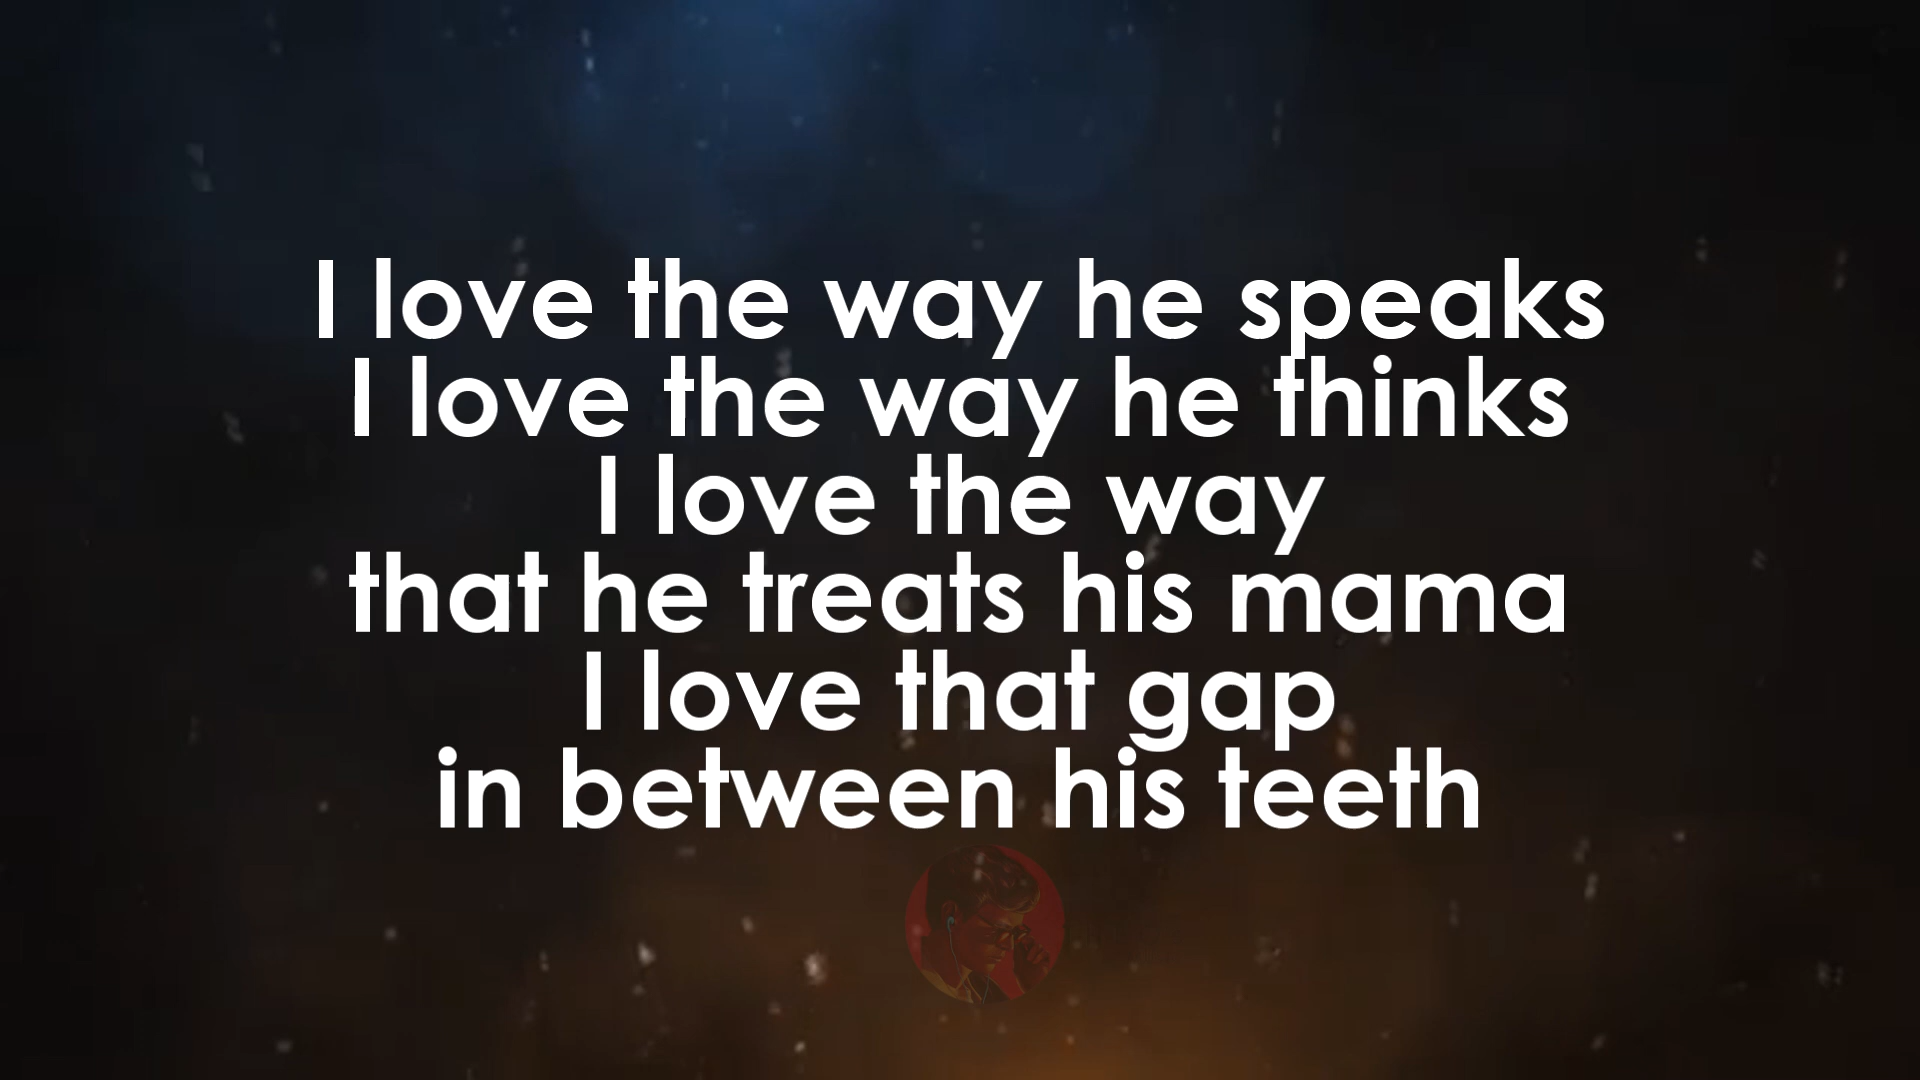 I love the way he speaks
I love the way he thinks
I love the way
that he treats his mama
I love that gap
in between his teeth